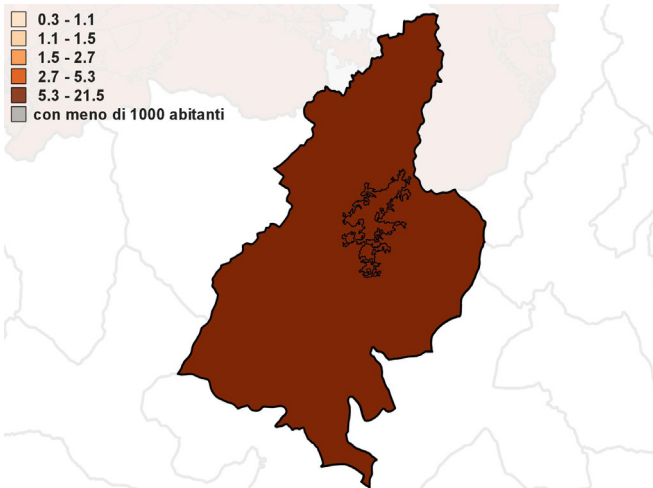 0.3 - 1.1
1.1 - 1.5
1.5 - 2.7
2.7 - 5.3
5.3 - 21.5
con meno di 1000 abitanti